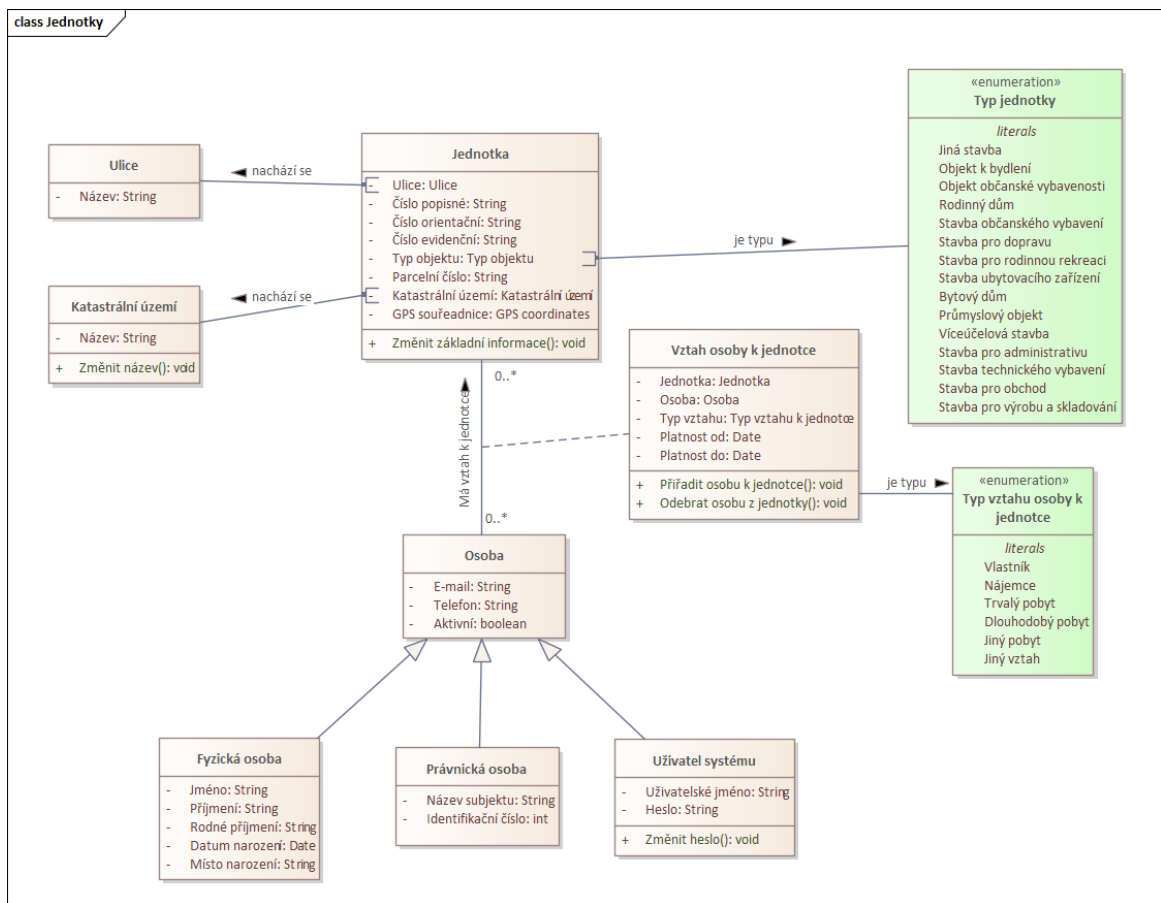 class Jednotky
«enumeration»
Typ jednotky
literals
Jiná stavba
Objekt k bydlení
Objekt občanské vybavenosti
Rodinný dům
Stavba občanského vybavení
Stavba pro dopravu
Stavba pro rodinnou rekreaci
Stavba ubytovacího zařízení
Bytový dům
Průmyslový objekt
Víceúčelová stavba
Stavba pro administrativu
Stavba technického vybavení
Stavba pro obchod
Stavba pro výrobu a skladování
Ulice
- Název: String
nachází se
Jednotka
- Ulice: Ulice
- Číslo popisné: String
- Číslo orientační: String
- Číslo evidenční: String
- Typ objektu: Typ objektu
- Parcelní číslo: String
- Katastrální území: Katastrální území
- GPS souřeadnice: GPS coordinates
+ Změnit základní informace(): void
je typu
Katastrální území
- Název: String
+ Změnit název(): void
nachází se
Vztah osoby k jednotce
- Jednotka: Jednotka
- Osoba: Osoba
- Typ vztahu: Typ vztahu k jednotce
- Platnost od: Date
- Platnost do: Date
+ Přiřadit osobu k jednotce(): void
+ Odebrat osobu z jednotky(): void
0..*
Má vztah k jednotce
0..*
je typu
«enumeration»
Typ vztahu osoby k
jednotce
literals
Vlastník
Nájemce
Trvalý pobyt
Dlouhodobý pobyt
Jiný pobyt
Jiný vztah
Osoba
- E-mail: String
- Telefon: String
- Aktivní: boolean
Fyzická osoba
- Jméno: String
- Příjmení: String
- Rodné příjmení: String
- Datum narození: Date
- Místo narození: String
Právnická osoba
- Název subjektu: String
- Identifikační číslo: int
Uživatel systému
- Uživatelské jméno: String
- Heslo: String
+ Změnit heslo(): void